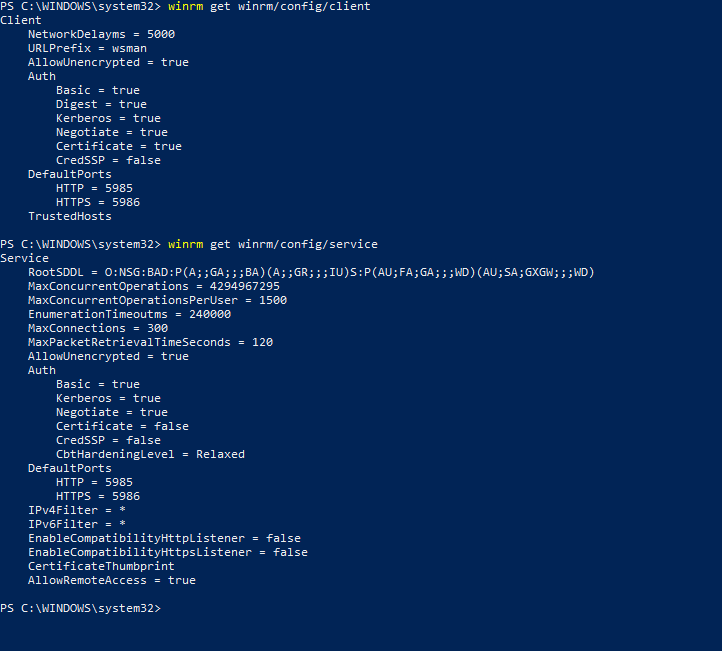 PS C:\WINDOWS\system32> winrm get winrm/config/client
Client
    NetworkDelayms = 5000
    URLPrefix = wsman
    AllowUnencrypted = true
    Auth
        Basic = true
        Digest = true
        Kerberos = true
        Negotiate = true
        Certificate = true
        CredSSP = false
    DefaultPorts
        HTTP = 5985
        HTTPS = 5986
    TrustedHosts

PS C:\WINDOWS\system32> winrm get winrm/config/service
Service
    RootSDDL = O:NSG:BAD:P(A;;GA;;;BA)(A;;GR;;;IU)S:P(AU;FA;GA;;;WD)(AU;SA;GXGW;;;WD)
    MaxConcurrentOperations = 4294967295
    MaxConcurrentOperationsPerUser = 1500
    EnumerationTimeoutms = 240000
    MaxConnections = 300
    MaxPacketRetrievalTimeSeconds = 120
    AllowUnencrypted = true
    Auth
        Basic = true
        Kerberos = true
        Negotiate = true
        Certificate = false
        CredSSP = false
        CbtHardeningLevel = Relaxed
    DefaultPorts
        HTTP = 5985
        HTTPS = 5986
    IPv4Filter = *
    IPv6Filter = *
    EnableCompatibilityHttpListener = false
    EnableCompatibilityHttpsListener = false
    CertificateThumbprint
    AllowRemoteAccess = true

PS C:\WINDOWS\system32>